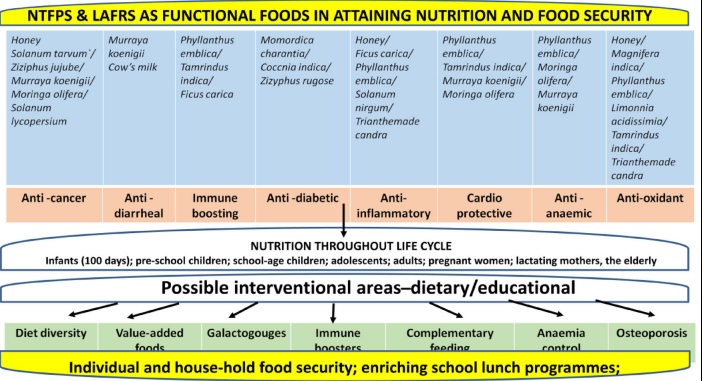 NTFPS & LAFRS AS FUNCTIONAL FOODS IN ATTAINING NUTRITION AND FOOD SECURITY
Honey
Solanum tarvum`/
Ziziphus jujube/
Murraya koenigii/
Moringa olifera/
Solanum
lycopersium
Murraya
koenigii
Cow's milk
Phyllanthus
emblica/
Tamrindus
indica/
Ficus carica
Momordica
charantia/
Coccnia indica/
Zizyphus rugose
Honey/
Ficus carica/
Phyllanthus
emblica/
Solanum
nirgum/
Trianthemade
candra
Phyllanthus
emblica/
Tamrindus indica/
Murraya koenigii/
Moringa olifera
Phyllanthus
emblica/
Moringa
olifera/
Murraya
koenigii
Honey/
Magnifera
indica/
Phyllanthus
emblica/
Limonnia
acidissimia/
Tamrindus
indica/
Trianthemade
candra
Anti -cancer
Anti -
diarrheal
Immune
boosting
Anti -diabetic
Anti-
inflammatory
Cardio
protective
Anti -
anaemic
Anti-oxidant
NUTRITION THROUGHOUT LIFE CYCLE
Infants (100 days); pre-school children; school-age children; adolescents; adults; pregnant women; lactating mothers, the elderly
Possible interventional areas–dietary/educational
Diet diversity
Value-added
foods
Galactogouges
Immune
boosters
Complementary
feeding
Anaemia
control
Osteoporosis
Individual and house-hold food security; enriching school lunch programmes;